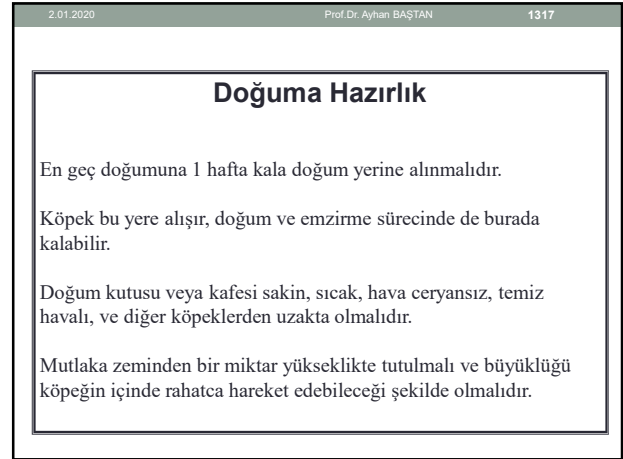 2.01.2020 Prof.Dr. Ayhan BAŞTAN 1317
Doğuma Hazırlık
En geç doğumuna 1 hafta kala doğum yerine alınmalıdır.
Köpek bu yere alışır, doğum ve emzirme sürecinde de burada
kalabilir.
Doğum kutusu veya kafesi sakin, sıcak, hava ceryansız, temiz
havalı, ve diğer köpeklerden uzakta olmalıdır.
Mutlaka zeminden bir miktar yükseklikte tutulmalı ve büyüklüğü
köpeğin içinde rahatca hareket edebileceği şekilde olmalıdır.